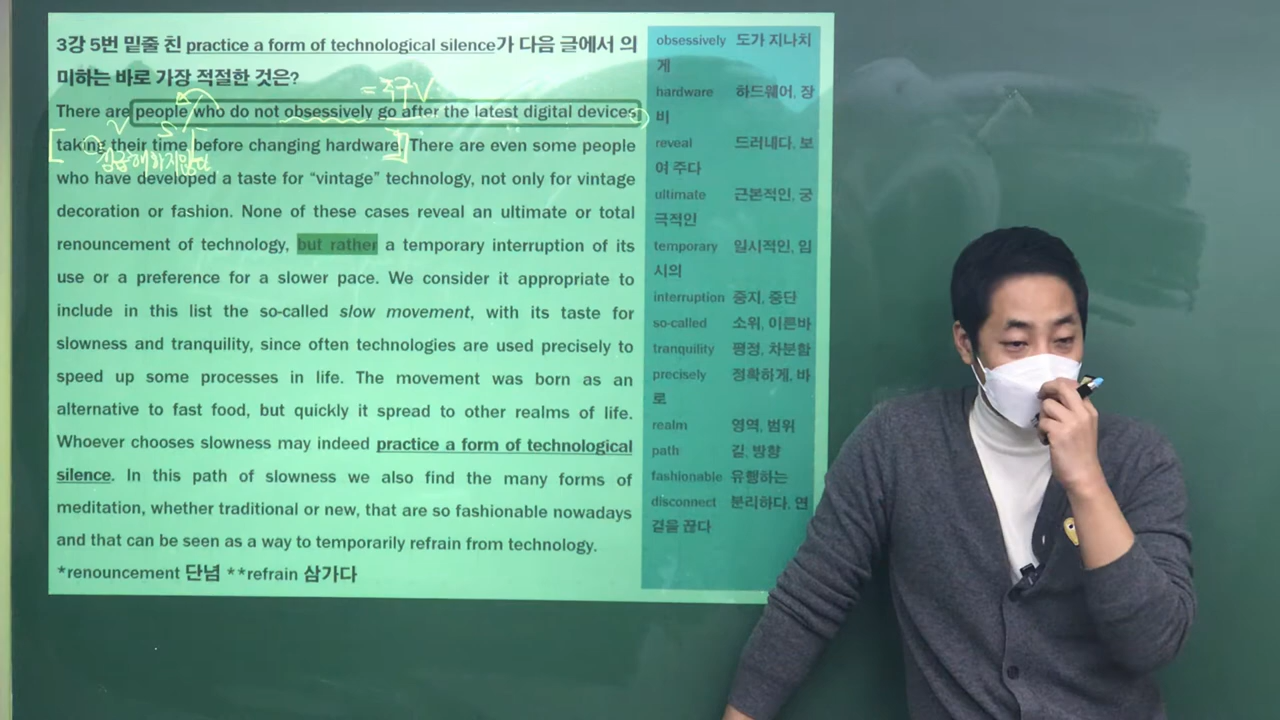 3강 5번 밑줄 친 practice a form of technological silence가 다음 글에서 의
미하는 바로 가장 적절한 것은?
There are people who do not obsessively go after the latest digital devices,
taking their time before changing hardware. There are even some people
who have developed a taste for “vintage” technology, not only for vintage
decoration or fashion. None of these cases reveal an ultimate or total
renouncement of technology, but rather a temporary interruption of its
use or a preference for a slower pace. We consider it appropriate to
include in this list the so-called slow movement, with its taste for
slowness and tranquility, since often technologies are used precisely to
speed up some processes in life. The movement was born as an
alternative to fast food, but quickly it spread to other realms of life.
Whoever chooses slowness may indeed practice a form of technological
silence. In this path of slowness we also find the many forms of
meditation, whether traditional or new, that are so fashionable nowadays
and that can be seen as a way to temporarily refrain from technology.
*renouncement 단념 **refrain 삼가다
= 추구
V
V
S
급해하지않다
obsessively 도가 지나치
게
hardware 하드웨어, 장
비
reveal 드러내다, 보
여 주다
ultimate 근본적인, 궁
극적인
temporary 일시적인, 임
시의
interruption 중지, 중단
so-called 소위, 이른바
tranquility 평정, 차분함
precisely 정확하게, 바
로
realm 영역, 범위
path 길, 방향
fashionable 유행하는
disconnect 분리하다, 연
결을 끊다